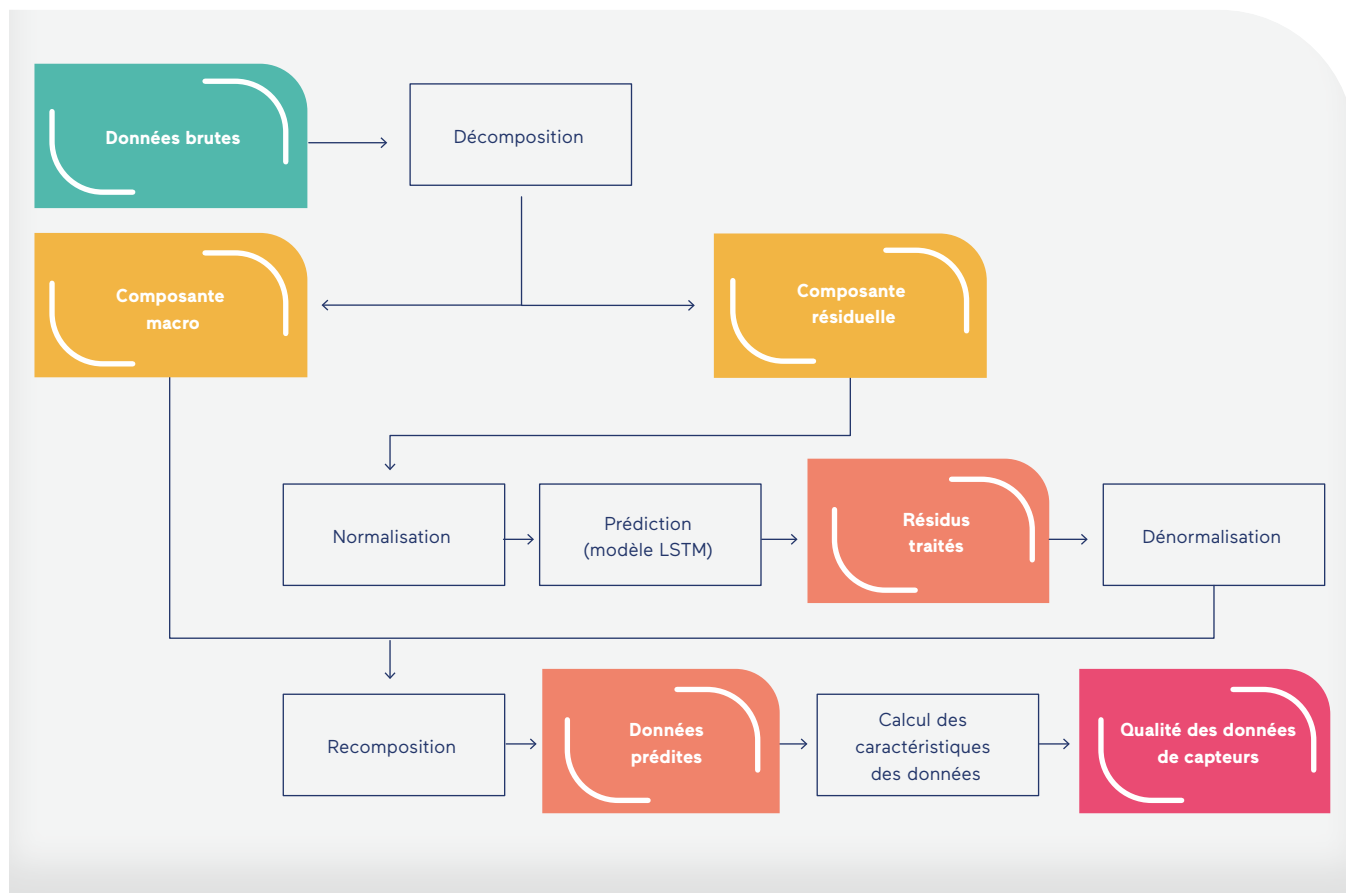 Données brutes
Décomposition
Composante
macro
Composante
résiduelle
Normalisation
Prédiction
(modèle LSTM)
Résidus
traités
Dénormalisation
Recomposition
Données
prédites
Calcul des
caractéristiques
des données
Qualité des données
de capteurs